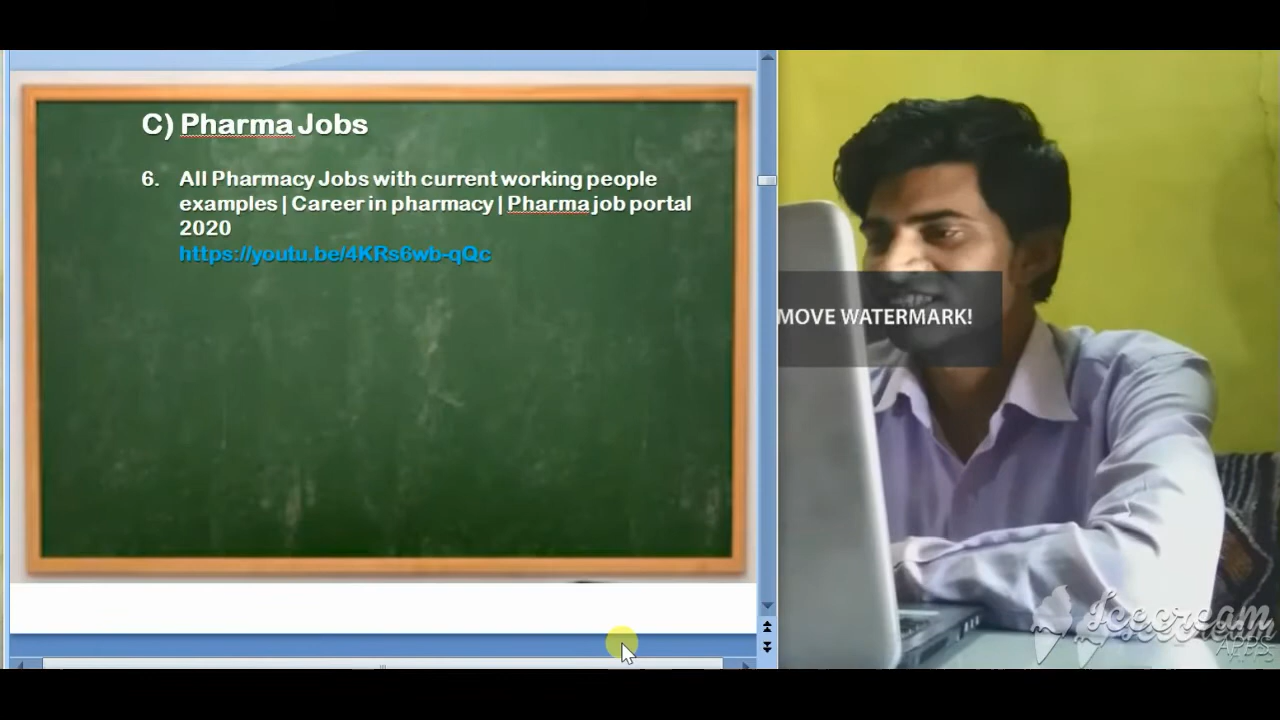 C) Pharma Jobs
6. All Pharmacy Jobs with current working people
examples | Career in pharmacy | Pharma job portal
2020
https://youtu.be/4KRs6wb-qQc
MOVE WATERMARK!
Icecream
APPS